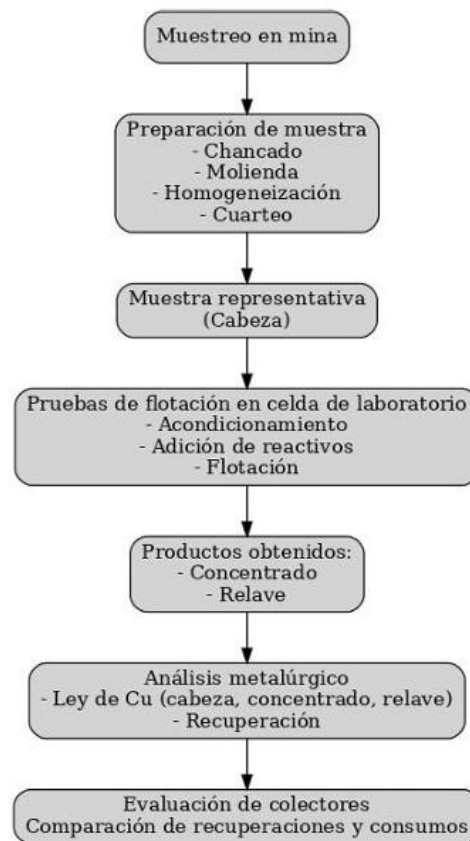 Muestreo en mina
Preparación de muestra
- Chancado
- Molienda
- Homogeneización
- Cuarteo
Muestra representativa
(Cabeza)
Pruebas de flotación en celda de laboratorio
- Acondicionamiento
- Adición de reactivos
- Flotación
Productos obtenidos:
- Concentrado
- Relave
Análisis metalúrgico
- Ley de Cu (cabeza, concentrado, relave)
- Recuperación
Evaluación de colectores
Comparación de recuperaciones y consumos